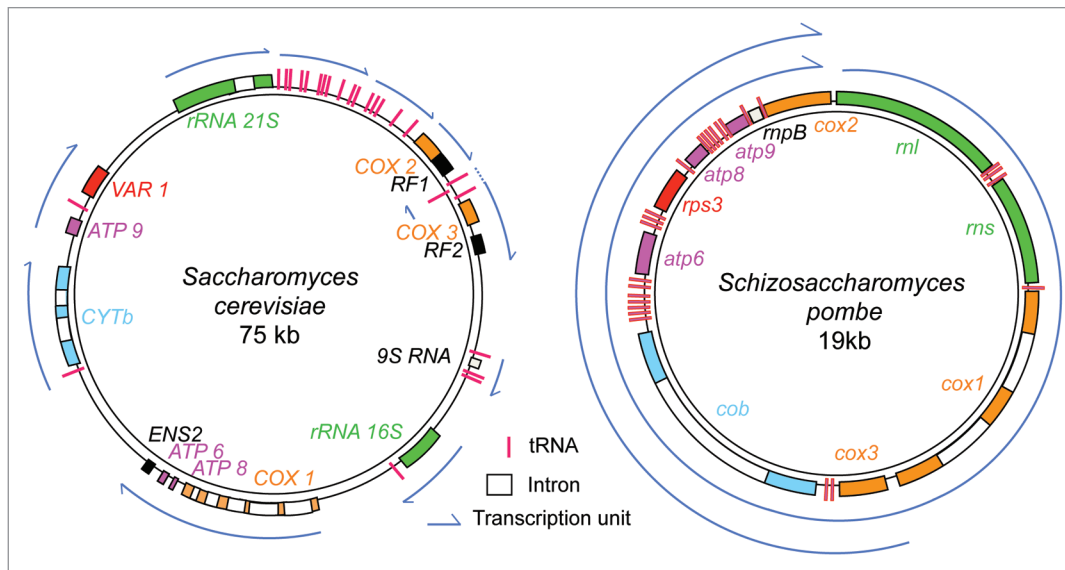 rRNA 21S
COX 2
RF1
COX 3
RF2
VAR 1
ATP 9
CYTb
Saccharomyces
cerevisiae
75 kb
9S RNA
rRNA 16S
ENS2
ATP 6
ATP 8
COX 1
tRNA
Intron
Transcription unit
rnpB
cox2
atp9
atp8
rps3
atp6
rnl
rns
Schizosaccharomyces
pombe
19kb
cox1
cob
cox3